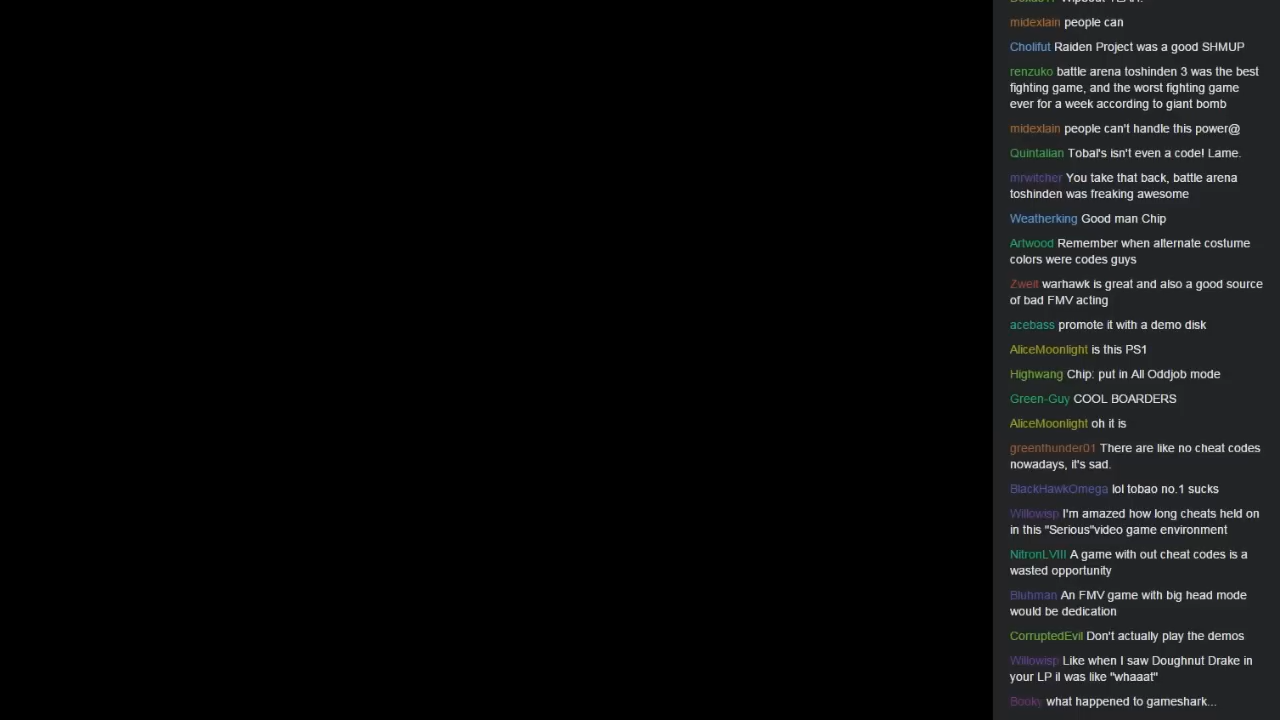 midexlain people can
Cholifut Raiden Project was a good SHMUP
renzuko battle arena toshinden 3 was the best
fighting game, and the worst fighting game
ever for a week according to giant bomb
midexlain people can't handle this power@
Quintalian Tobal's isn't even a code! Lame.
mrwitcher You take that back, battle arena
toshinden was freaking awesome
Weatherking Good man Chip
Artwood Remember when alternate costume
colors were codes guys
Zweit warhawk is great and also a good source
of bad FMV acting
acebass promote it with a demo disk
AliceMoonlight is this PS1
Highwang Chip: put in All Oddjob mode
Green-Guy COOL BOARDERS
AliceMoonlight oh it is
greenthunder01 There are like no cheat codes
nowadays, it's sad.
BlackHawkOmega lol tobao no.1 sucks
Willowisp I'm amazed how long cheats held on
in this "Serious"video game environment
NitronLVIII A game with out cheat codes is a
wasted opportunity
Bluhman An FMV game with big head mode
would be dedication
CorruptedEvil Don't actually play the demos
Willowisp Like when I saw Doughnut Drake in
your LP il was like "whaaat"
Booky what happened to gameshark...